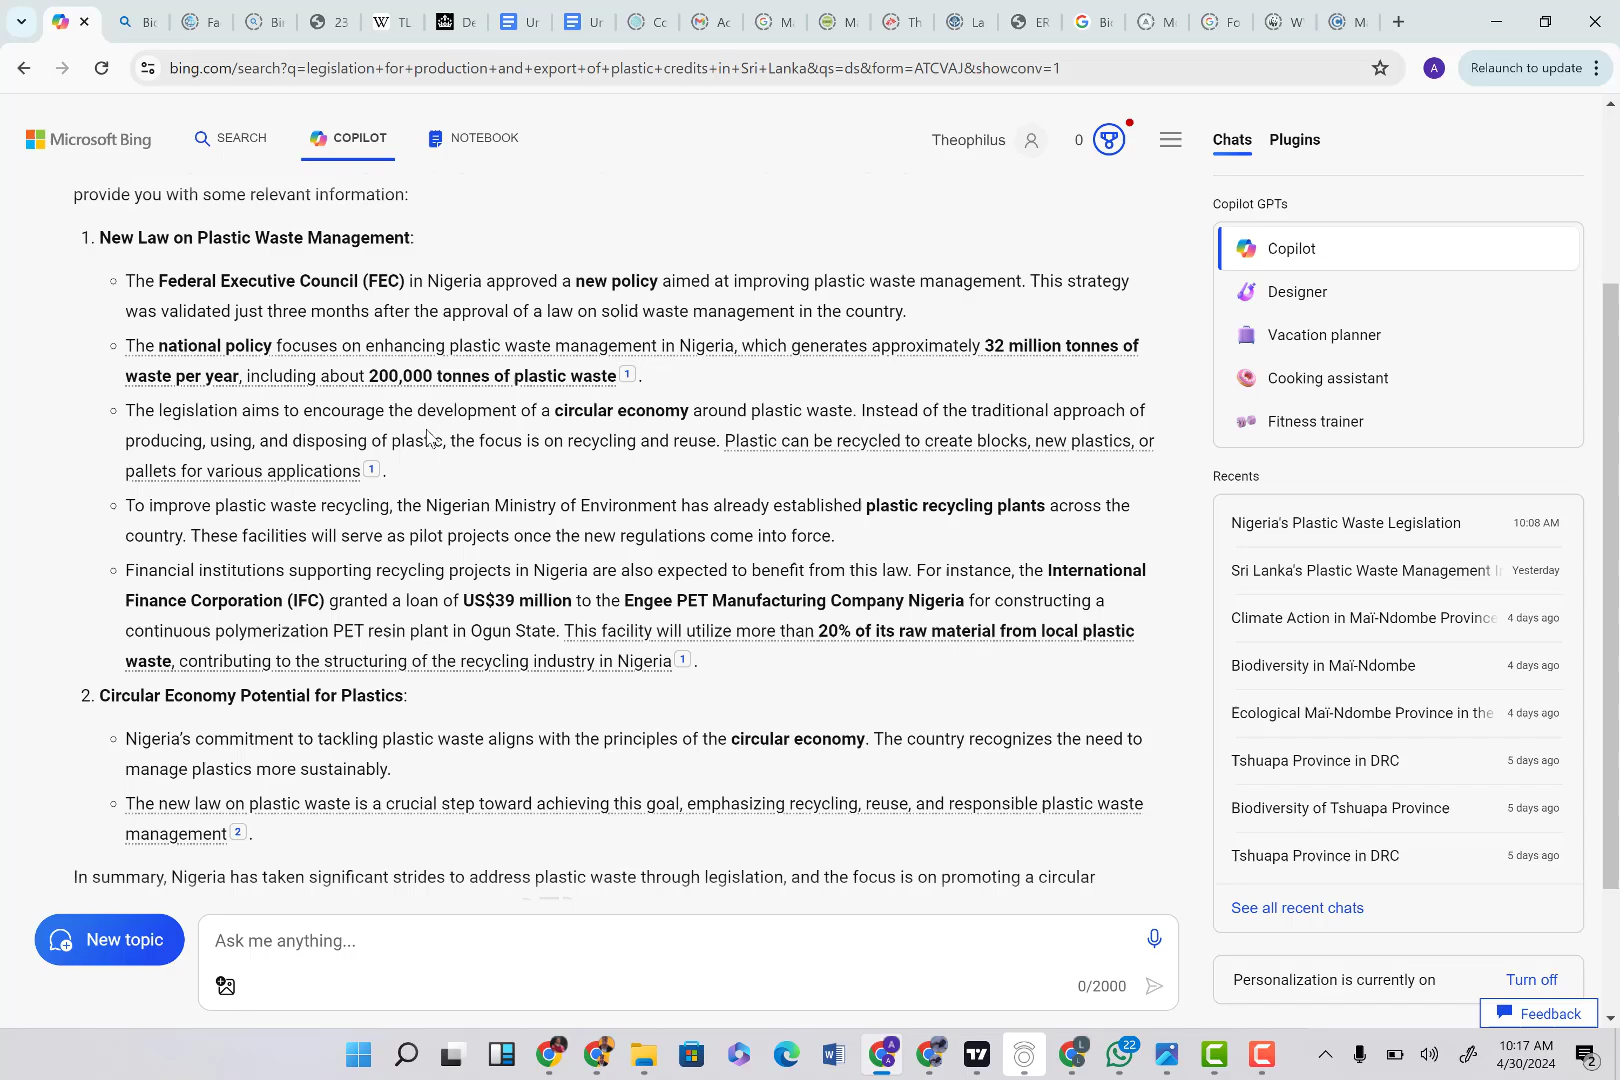 Bic
Fa
Bir
23
TL
De
Ur
Ur
Cc
Ac
Ma
Ma
Th
La
ER
Bic
Mo
Fo
W
M
bing.com/search?q=legislation+for+production+and+export+of+plastic+credits+in+Sri+Lanka&qs=ds&form=ATCVAJ&showconv=1
A
Relaunch to update
Microsoft Bing
SEARCH
COPILOT
NOTEBOOK
Theophilus
0
Chats
Plugins
provide you with some relevant information:
1. New Law on Plastic Waste Management:
The Federal Executive Council (FEC) in Nigeria approved a new policy aimed at improving plastic waste management. This strategy
was validated just three months after the approval of a law on solid waste management in the country.
The national policy focuses on enhancing plastic waste management in Nigeria, which generates approximately 32 million tonnes of
waste per year, including about 200,000 tonnes of plastic waste 1 .
The legislation aims to encourage the development of a circular economy around plastic waste. Instead of the traditional approach of
producing, using, and disposing of plastic, the focus is on recycling and reuse. Plastic can be recycled to create blocks, new plastics, or
pallets for various applications 1 .
To improve plastic waste recycling, the Nigerian Ministry of Environment has already established plastic recycling plants across the
country. These facilities will serve as pilot projects once the new regulations come into force.
Financial institutions supporting recycling projects in Nigeria are also expected to benefit from this law. For instance, the International
Finance Corporation (IFC) granted a loan of US$39 million to the Engee PET Manufacturing Company Nigeria for constructing a
continuous polymerization PET resin plant in Ogun State. This facility will utilize more than 20% of its raw material from local plastic
waste, contributing to the structuring of the recycling industry in Nigeria 1 .
2. Circular Economy Potential for Plastics:
Nigeria's commitment to tackling plastic waste aligns with the principles of the circular economy. The country recognizes the need to
manage plastics more sustainably.
The new law on plastic waste is a crucial step toward achieving this goal, emphasizing recycling, reuse, and responsible plastic waste
management 2 .
In summary, Nigeria has taken significant strides to address plastic waste through legislation, and the focus is on promoting a circular
New topic
Ask me anything...
0/2000
Copilot GPTs
Copilot
Designer
Vacation planner
Cooking assistant
Fitness trainer
Recents
Nigeria's Plastic Waste Legislation 10:08 AM
Sri Lanka's Plastic Waste Management Yesterday
Climate Action in Maï-Ndombe Province 4 days ago
Biodiversity in Maï-Ndombe 4 days ago
Ecological Maï-Ndombe Province in the 4 days ago
Tshuapa Province in DRC 5 days ago
Biodiversity of Tshuapa Province 5 days ago
Tshuapa Province in DRC 5 days ago
See all recent chats
Personalization is currently on Turn off
Feedback
22
10:17 AM
4/30/2024
2